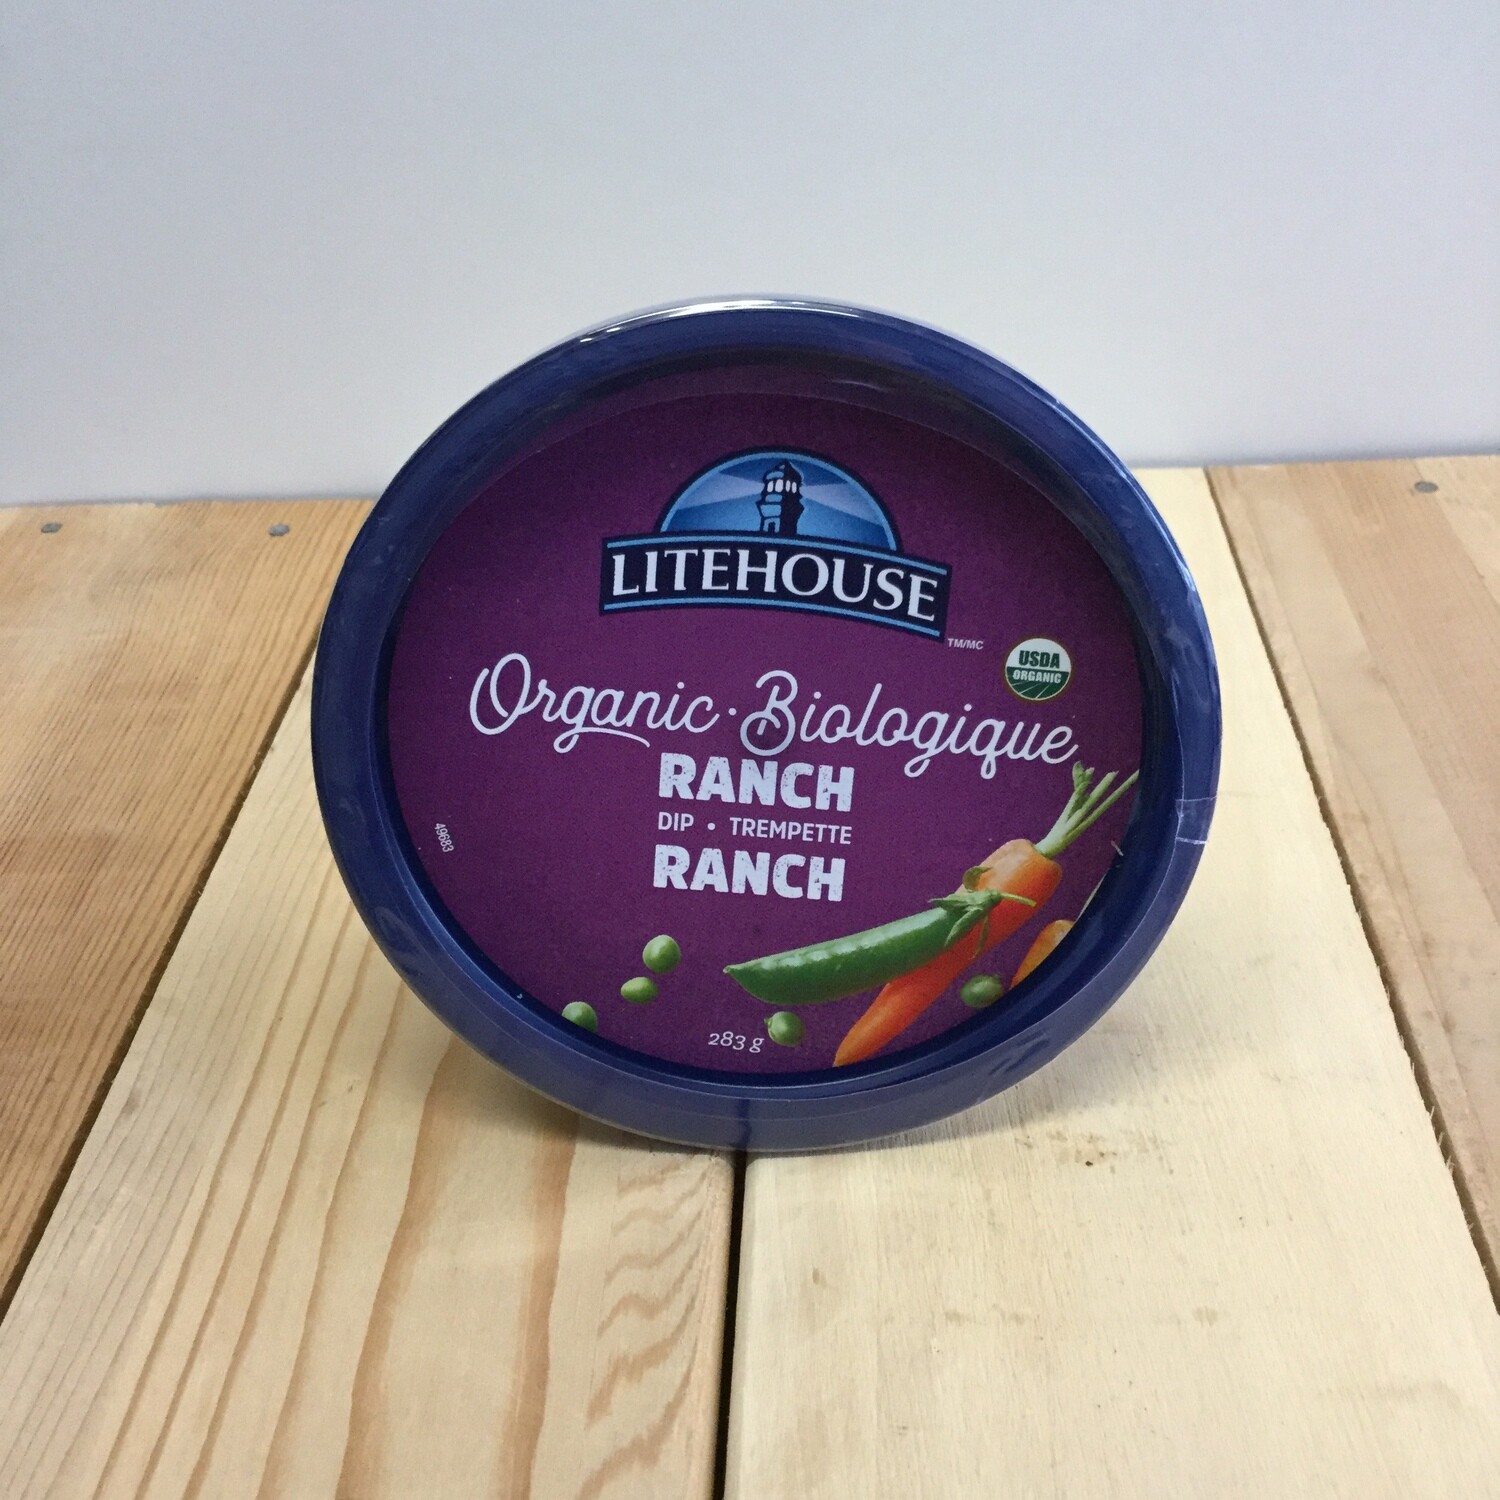 LITEHOUSE
TM/MC
USDA
ORGANIC
Organic · Biologique
RANCH
DIP • TREMPETTE
RANCH
49683
283 g